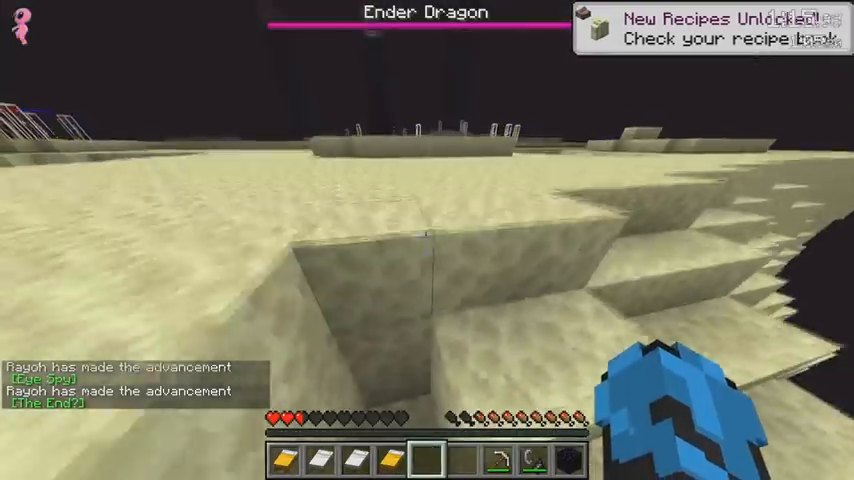 Ender Dragon
New Recipes Unlocked!
Check your recipe book
Rayoh has made the advancement
[Eye Spy]
Rayoh has made the advancement
[The End?]